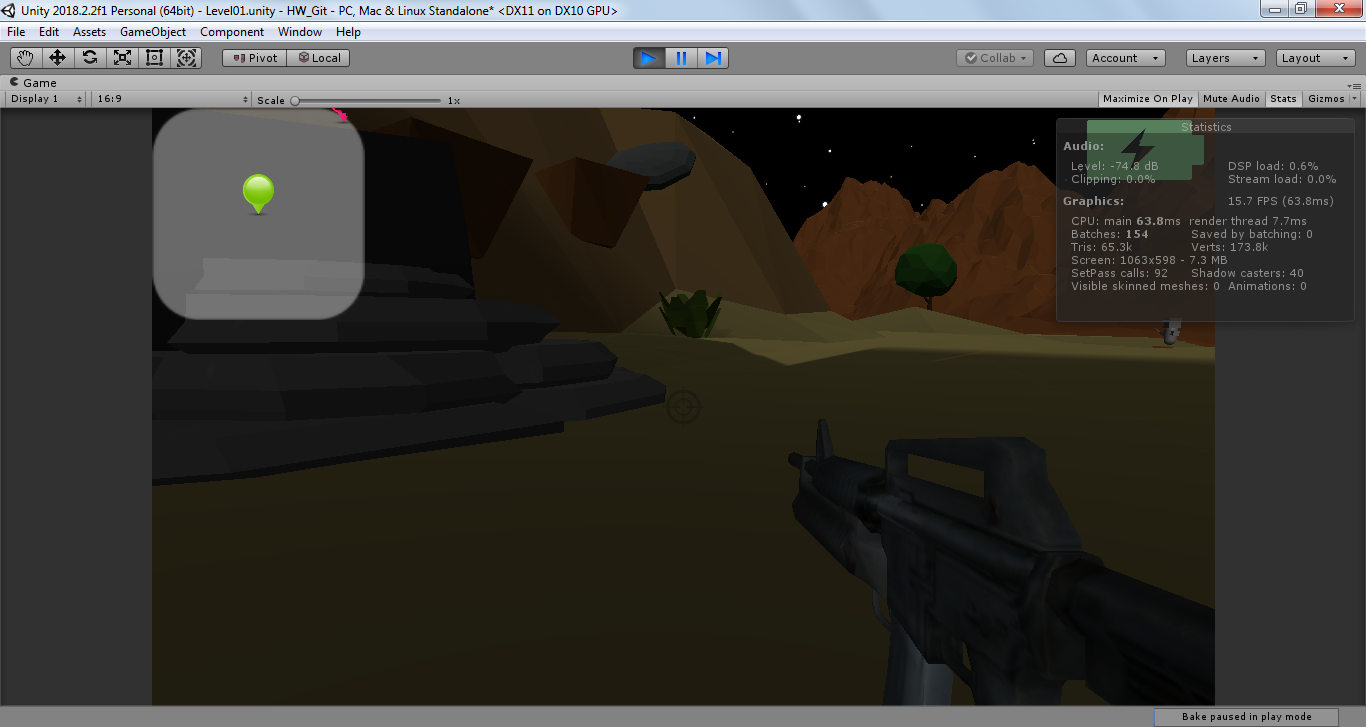 Unity 2018.2.2f1 Personal (64bit) - Level01.unity - HW_Git - PC, Mac & Linux Standalone* <DX11 on DX10 GPU>
File Edit Assets GameObject Component Window Help
Pivot Local Collab Account Layers Layout
Game
Display 1 16:9 Scale 1x Maximize On Play Mute Audio Stats Gizmos
Statistics
Audio:
Level: -74.8 dB DSP load: 0.6%
Clipping: 0.0% Stream load: 0.0%
Graphics: 15.7 FPS (63.8ms)
CPU: main 63.8ms render thread 7.7ms
Batches: 154 Saved by batching: 0
Tris: 65.3k Verts: 173.8k
Screen: 1063x598 - 7.3 MB
SetPass calls: 92 Shadow casters: 40
Visible skinned meshes: 0 Animations: 0
Bake paused in play mode